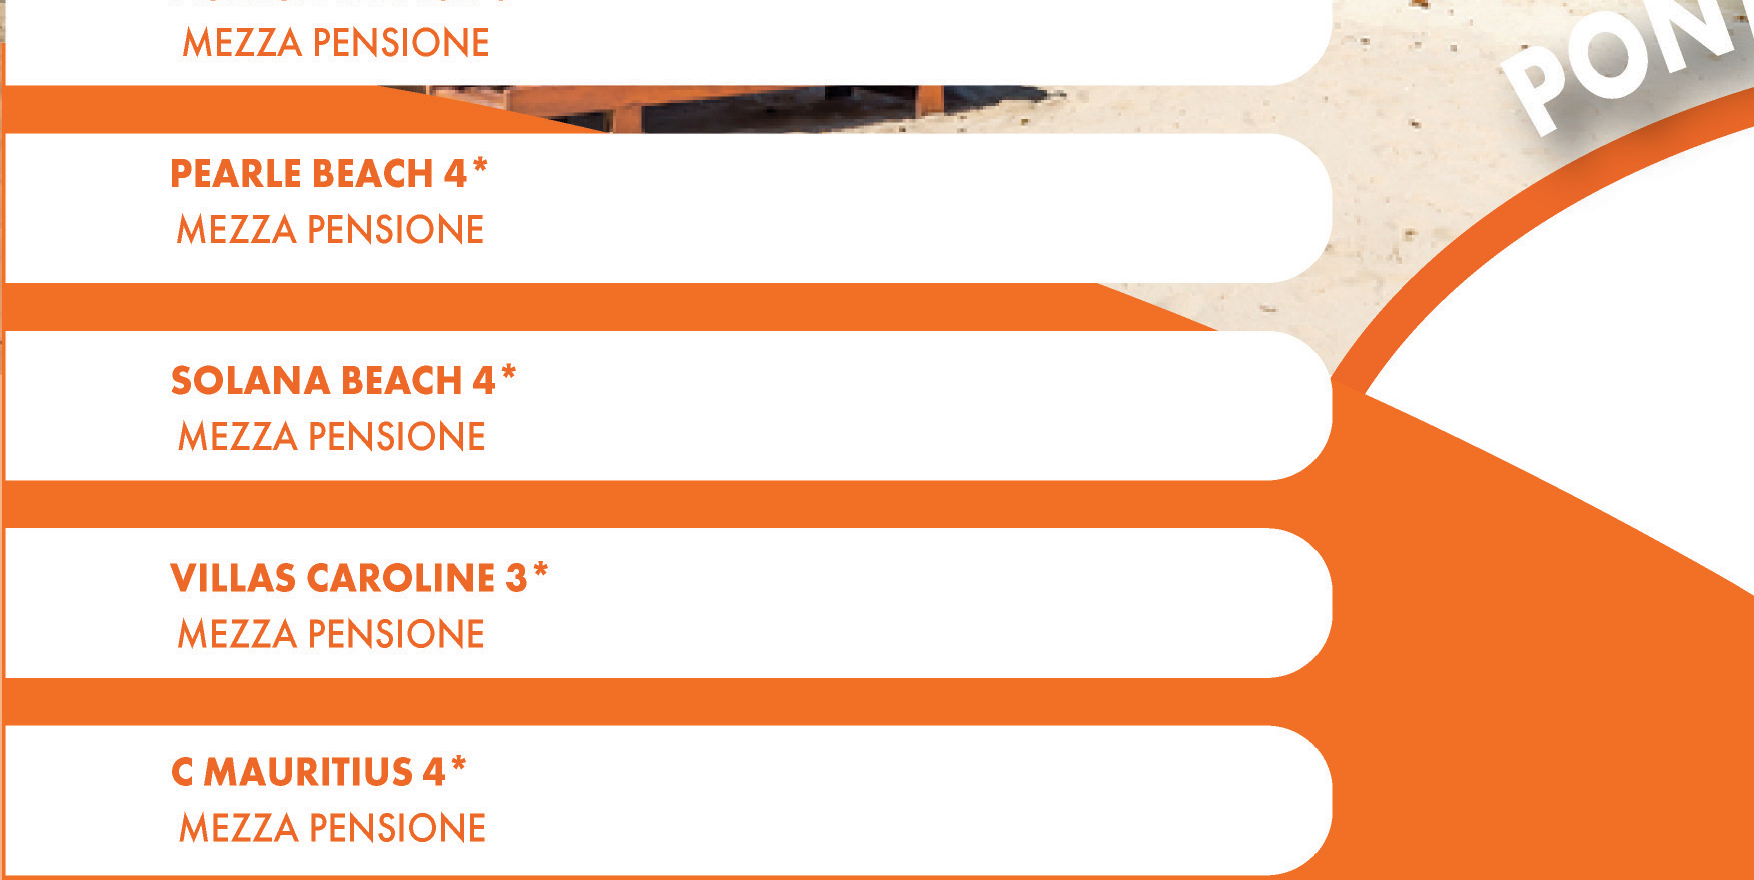 MEZZA PENSIONE
PEARLE BEACH 4*
MEZZA PENSIONE
SOLANA BEACH 4*
MEZZA PENSIONE
VILLAS CAROLINE 3*
MEZZA PENSIONE
C MAURITIUS 4*
MEZZA PENSIONE